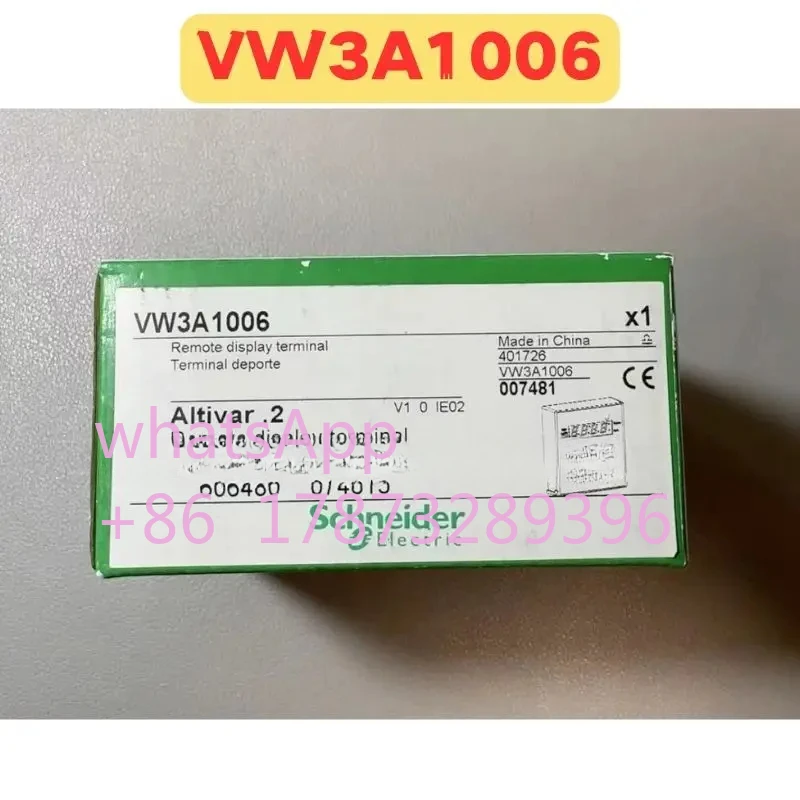 VW3A1006
VW3A1006
x1
Remote display terminal
Terminal deporte
Made in China
401726
VW3A1006
007481
CE
Altivar .2
V1 0 IE02
whatsApp
+86 17873289396
Schneider
Electric